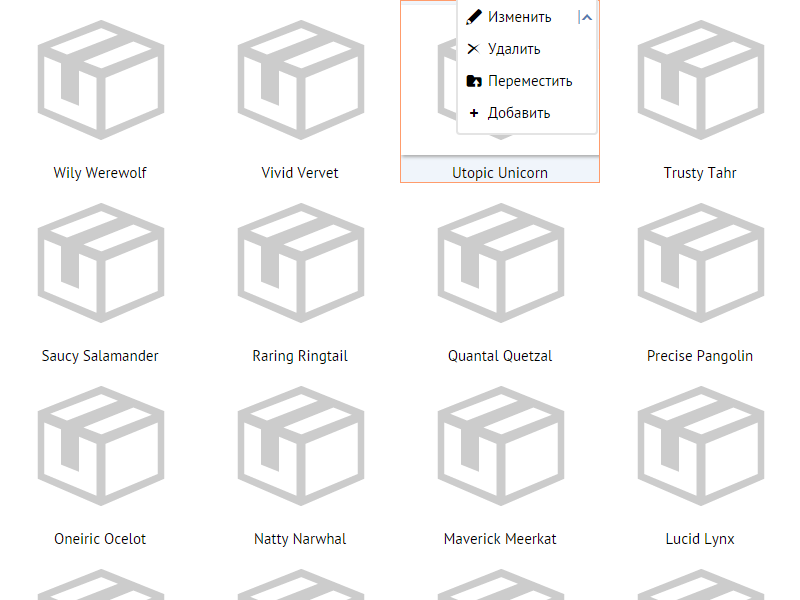 Изменить
Удалить
Переместить
+ Добавить
Wily Werewolf
Vivid Vervet
Utopic Unicorn
Trusty Tahr
Saucy Salamander
Raring Ringtail
Quantal Quetzal
Precise Pangolin
Oneiric Ocelot
Natty Narwhal
Maverick Meerkat
Lucid Lynx